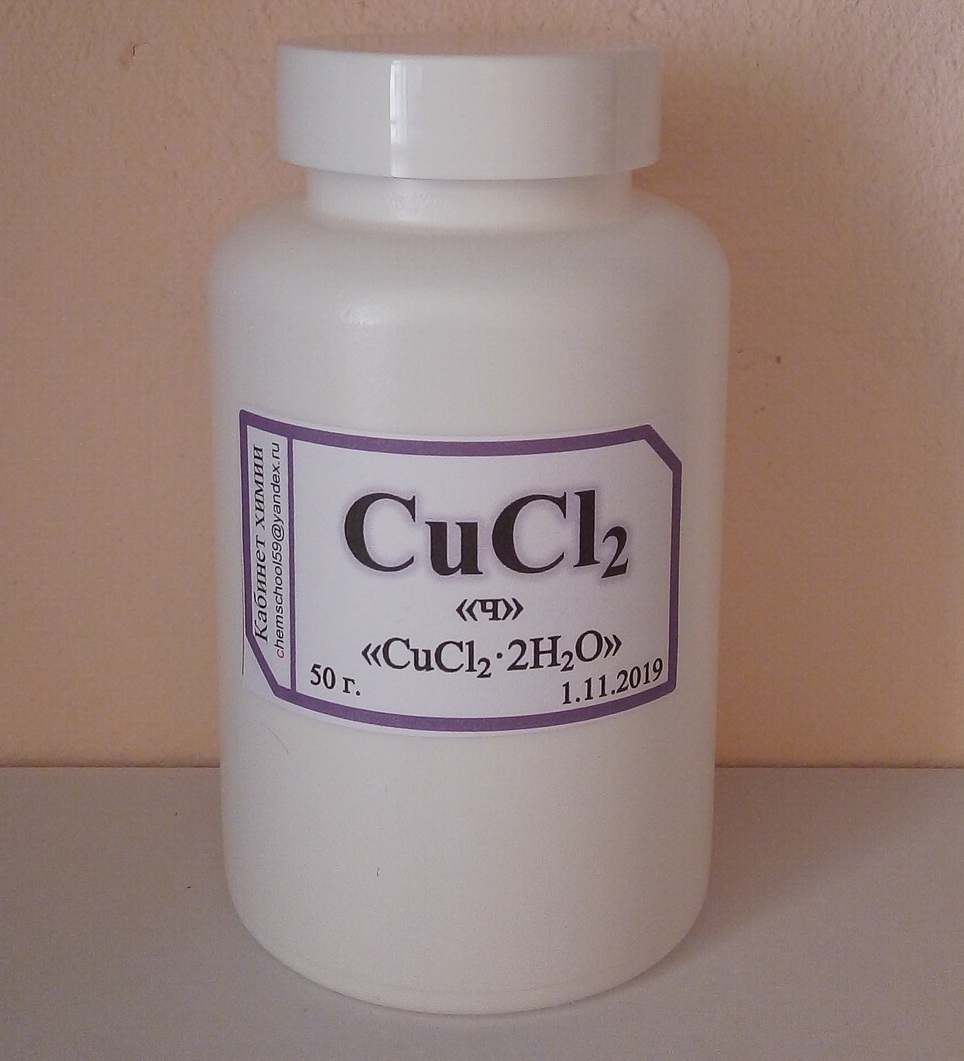 Кабинет химии
chemschool59@yandex.ru
CuCl₂
«ч»
«CuCl₂·2H₂O»
50 г.
1.11.2019